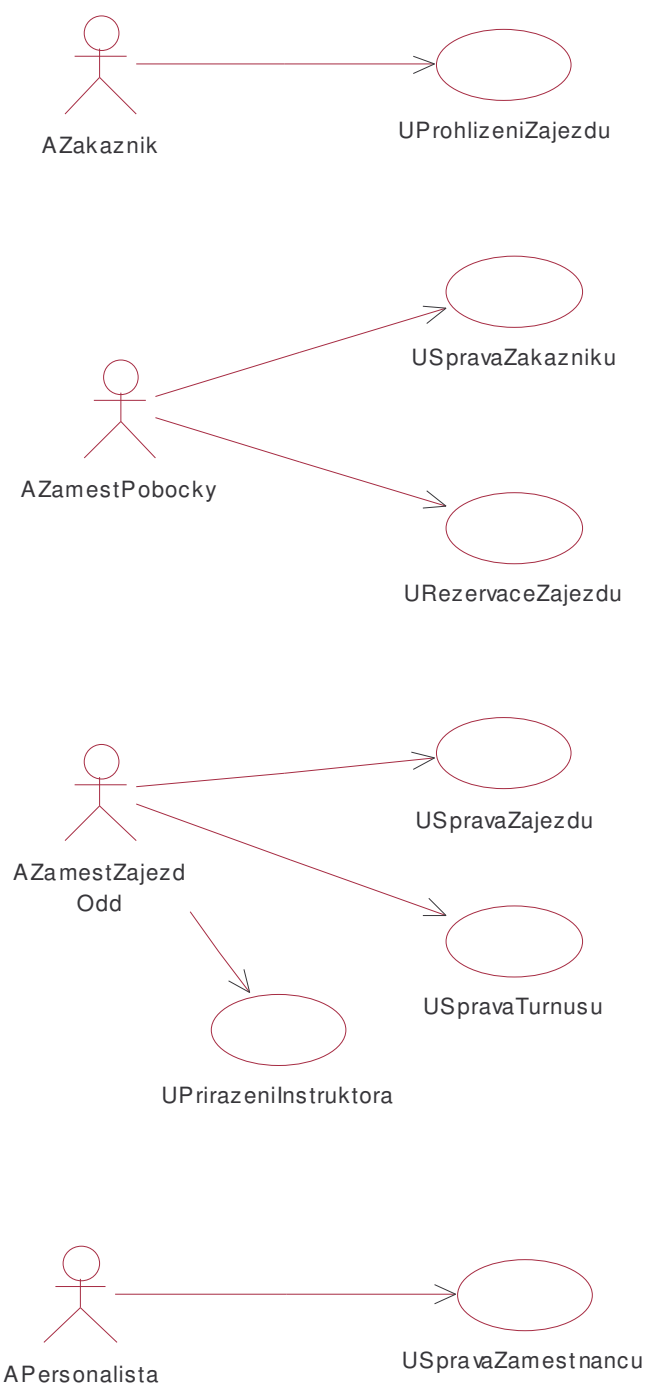 AZakaznik
UProhlizeniZajezdu
USpravaZakazniku
AZamestPobocky
URezervaceZajezdu
USpravaZajezdu
AZamestZajezd
Odd
USpravaTurnusu
UPrirazeniInstruktora
APersonalista
USpravaZamestnancu